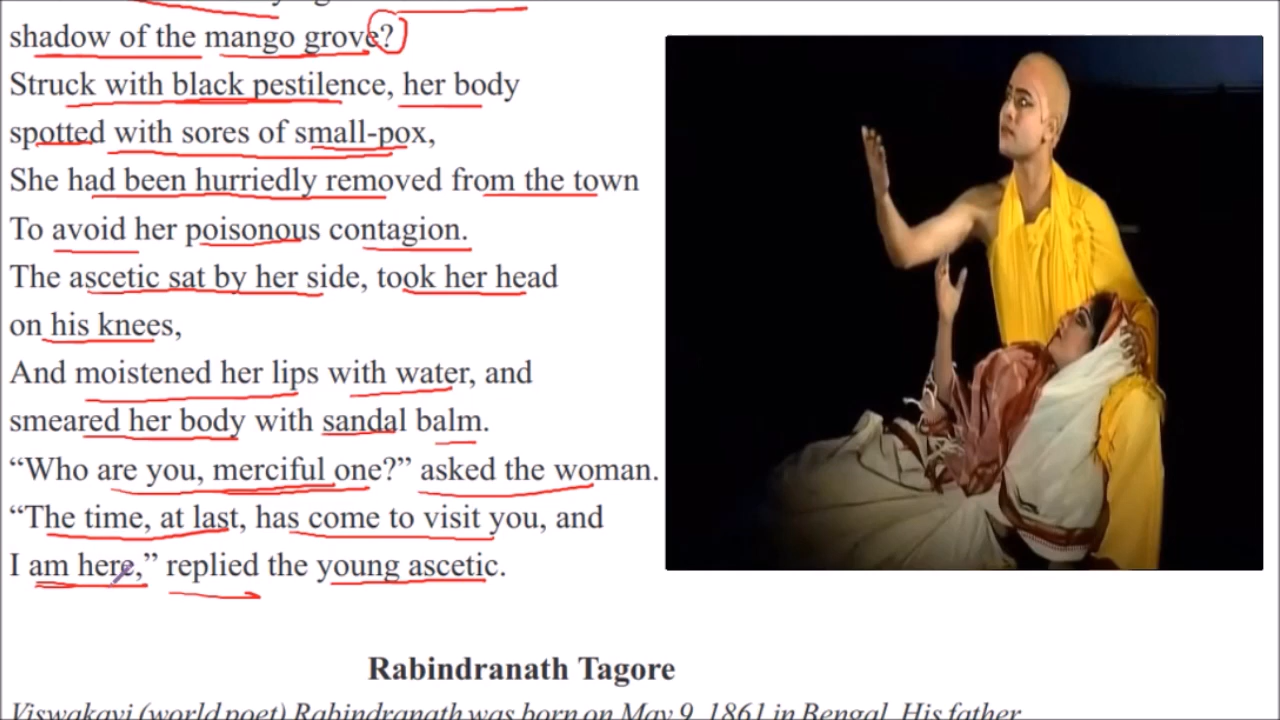 shadow of the mango grove?
Struck with black pestilence, her body
spotted with sores of small-pox,
She had been hurriedly removed from the town
To avoid her poisonous contagion.
The ascetic sat by her side, took her head
on his knees,
And moistened her lips with water, and
smeared her body with sandal balm.
“Who are you, merciful one?” asked the woman.
“The time, at last, has come to visit you, and
I am here,” replied the young ascetic.
Rabindranath Tagore
Viswakavi (world poet) Rabindranath was born on May 9, 1861 in Bengal. His father